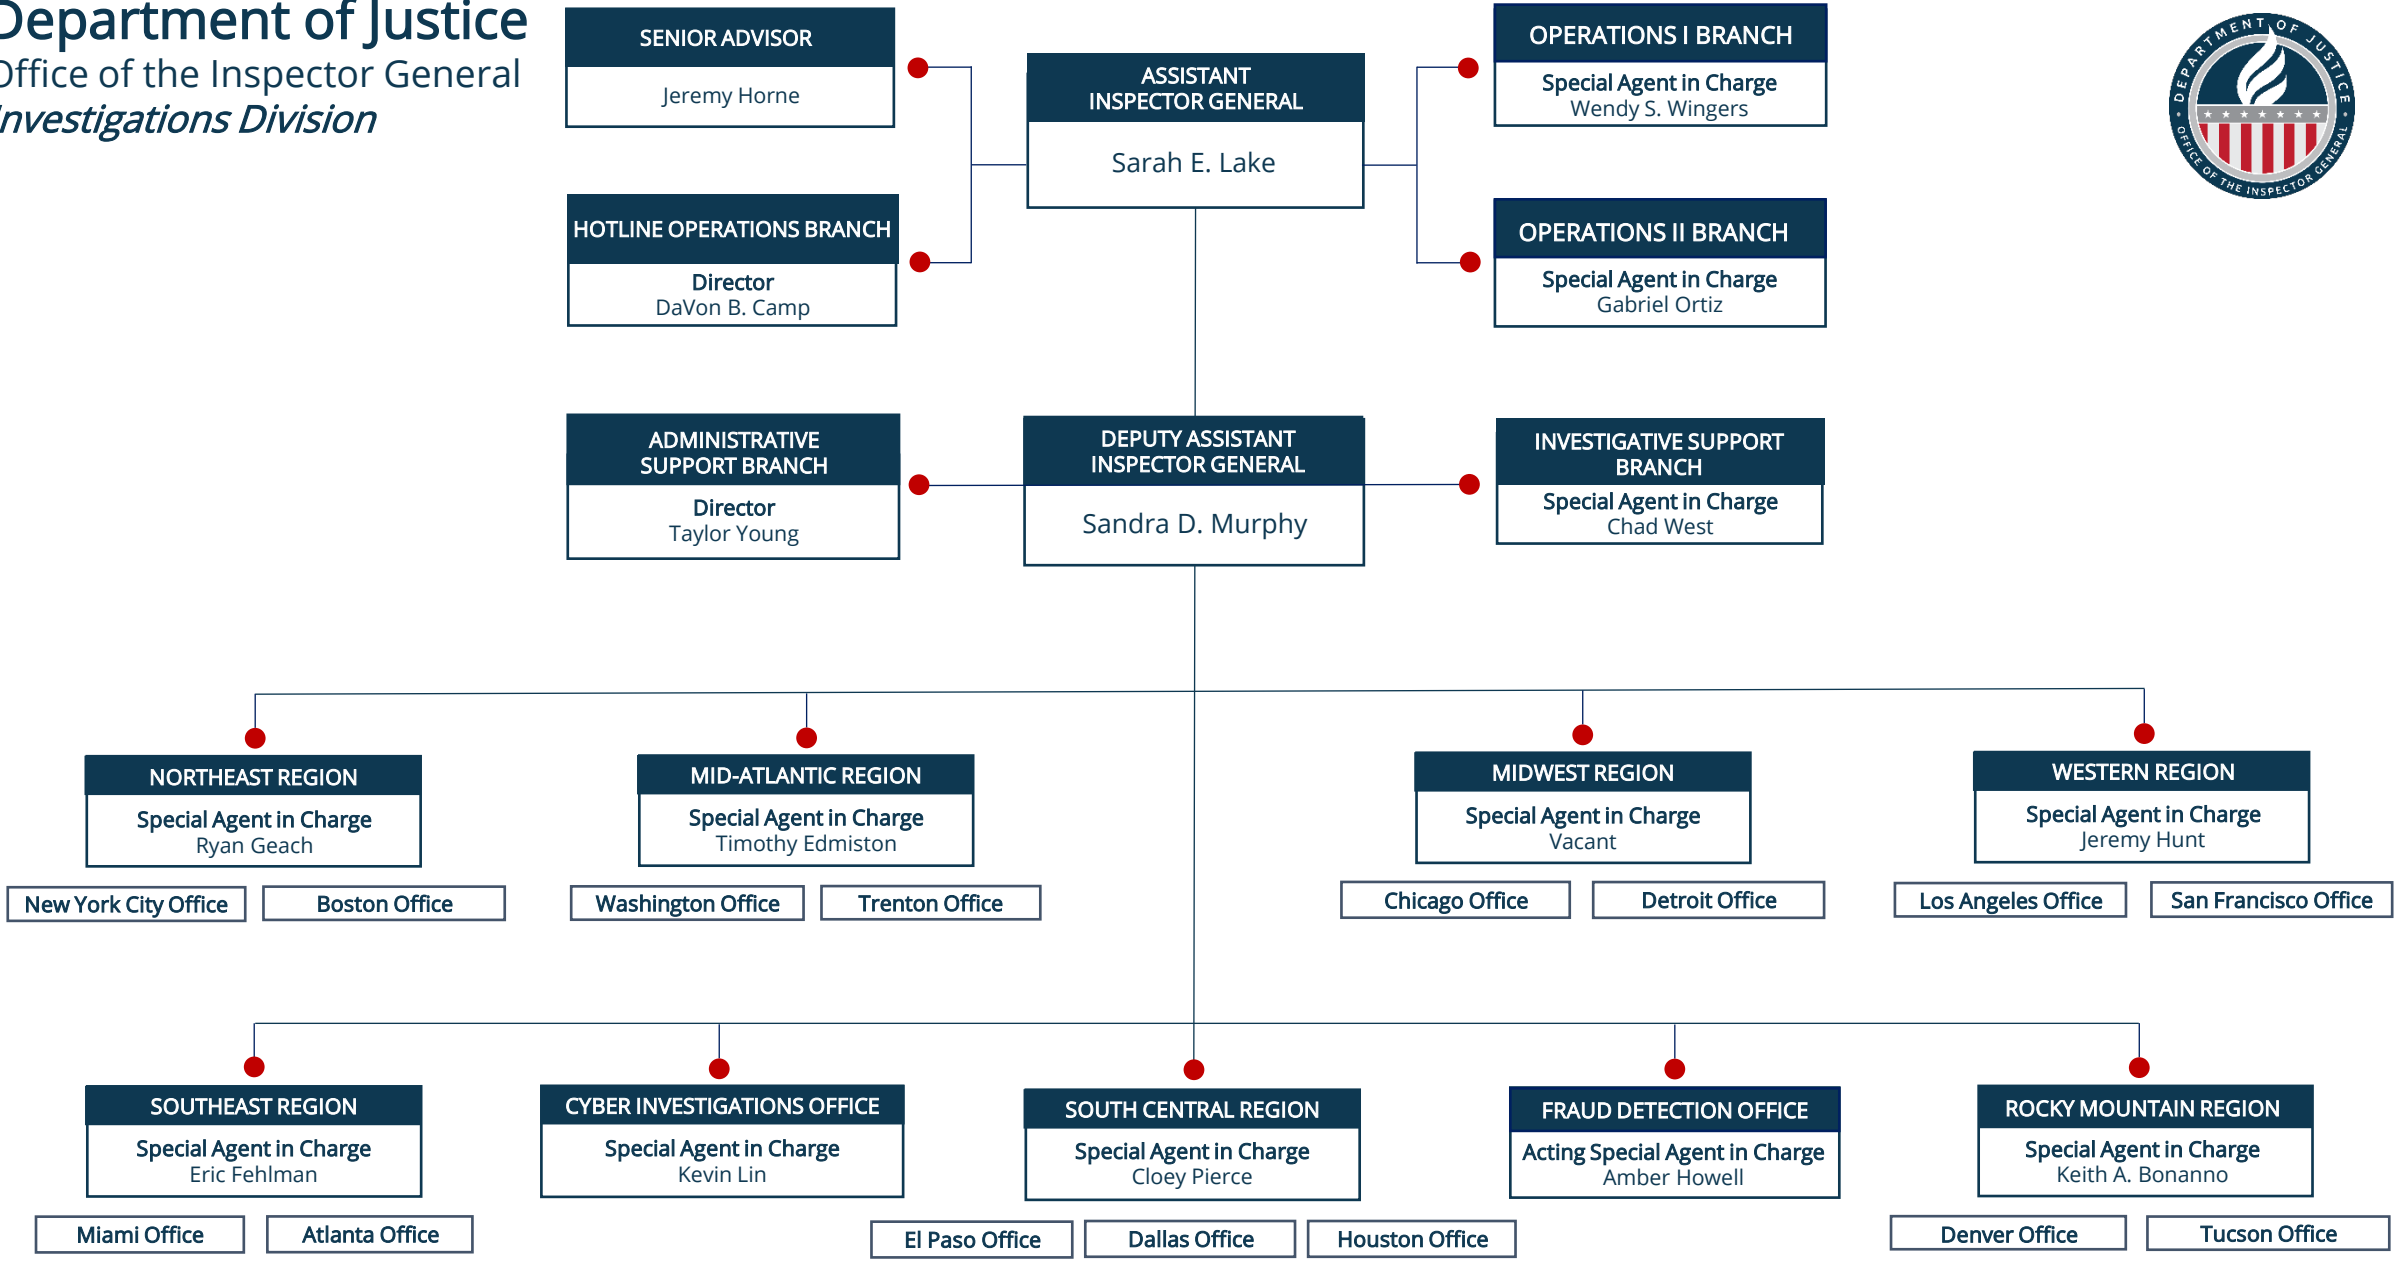 Department of Justice
Office of the Inspector General
Investigations Division
SENIOR ADVISOR
Jeremy Horne
HOTLINE OPERATIONS BRANCH
Director
DaVon B. Camp
ASSISTANT
INSPECTOR GENERAL
Sarah E. Lake
OPERATIONS I BRANCH
Special Agent in Charge
Wendy S. Wingers
OPERATIONS II BRANCH
Special Agent in Charge
Gabriel Ortiz
DEPARTMENT OF JUSTICE
OFFICE OF THE INSPECTOR GENERAL
ADMINISTRATIVE
SUPPORT BRANCH
Director
Taylor Young
DEPUTY ASSISTANT
INSPECTOR GENERAL
Sandra D. Murphy
INVESTIGATIVE SUPPORT
BRANCH
Special Agent in Charge
Chad West
NORTHEAST REGION
Special Agent in Charge
Ryan Geach
New York City Office
Boston Office
MID-ATLANTIC REGION
Special Agent in Charge
Timothy Edmiston
Washington Office
Trenton Office
MIDWEST REGION
Special Agent in Charge
Vacant
Chicago Office
Detroit Office
WESTERN REGION
Special Agent in Charge
Jeremy Hunt
Los Angeles Office
San Francisco Office
SOUTHEAST REGION
Special Agent in Charge
Eric Fehlman
Miami Office
Atlanta Office
CYBER INVESTIGATIONS OFFICE
Special Agent in Charge
Kevin Lin
SOUTH CENTRAL REGION
Special Agent in Charge
Cloey Pierce
El Paso Office
Dallas Office
Houston Office
FRAUD DETECTION OFFICE
Acting Special Agent in Charge
Amber Howell
ROCKY MOUNTAIN REGION
Special Agent in Charge
Keith A. Bonanno
Denver Office
Tucson Office